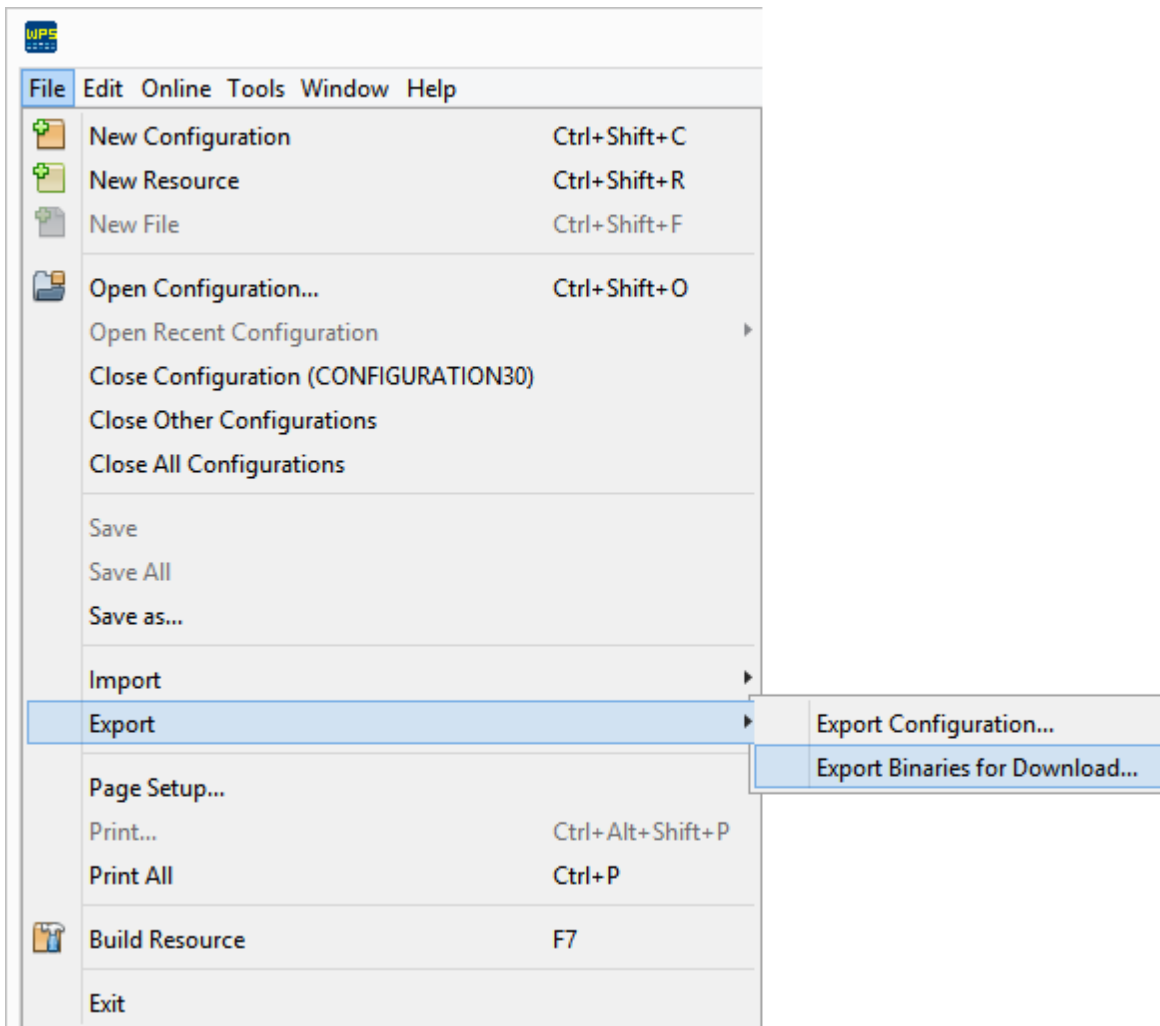 WPS
File Edit Online Tools Window Help
New Configuration Ctrl+Shift+C
New Resource Ctrl+Shift+R
New File Ctrl+Shift+F
Open Configuration... Ctrl+Shift+O
Open Recent Configuration
Close Configuration (CONFIGURATION30)
Close Other Configurations
Close All Configurations
Save
Save All
Save as...
Import
Export
Export Configuration...
Export Binaries for Download...
Page Setup...
Print... Ctrl+Alt+Shift+P
Print All Ctrl+P
Build Resource F7
Exit